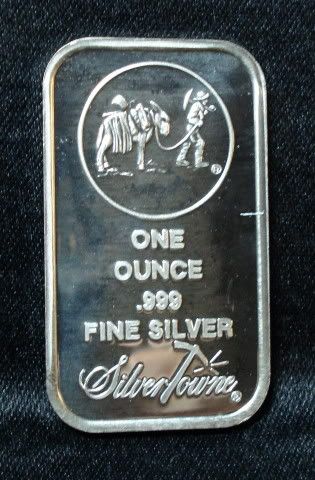 ONE
OUNCE
.999
FINE SILVER
SilverTowne®